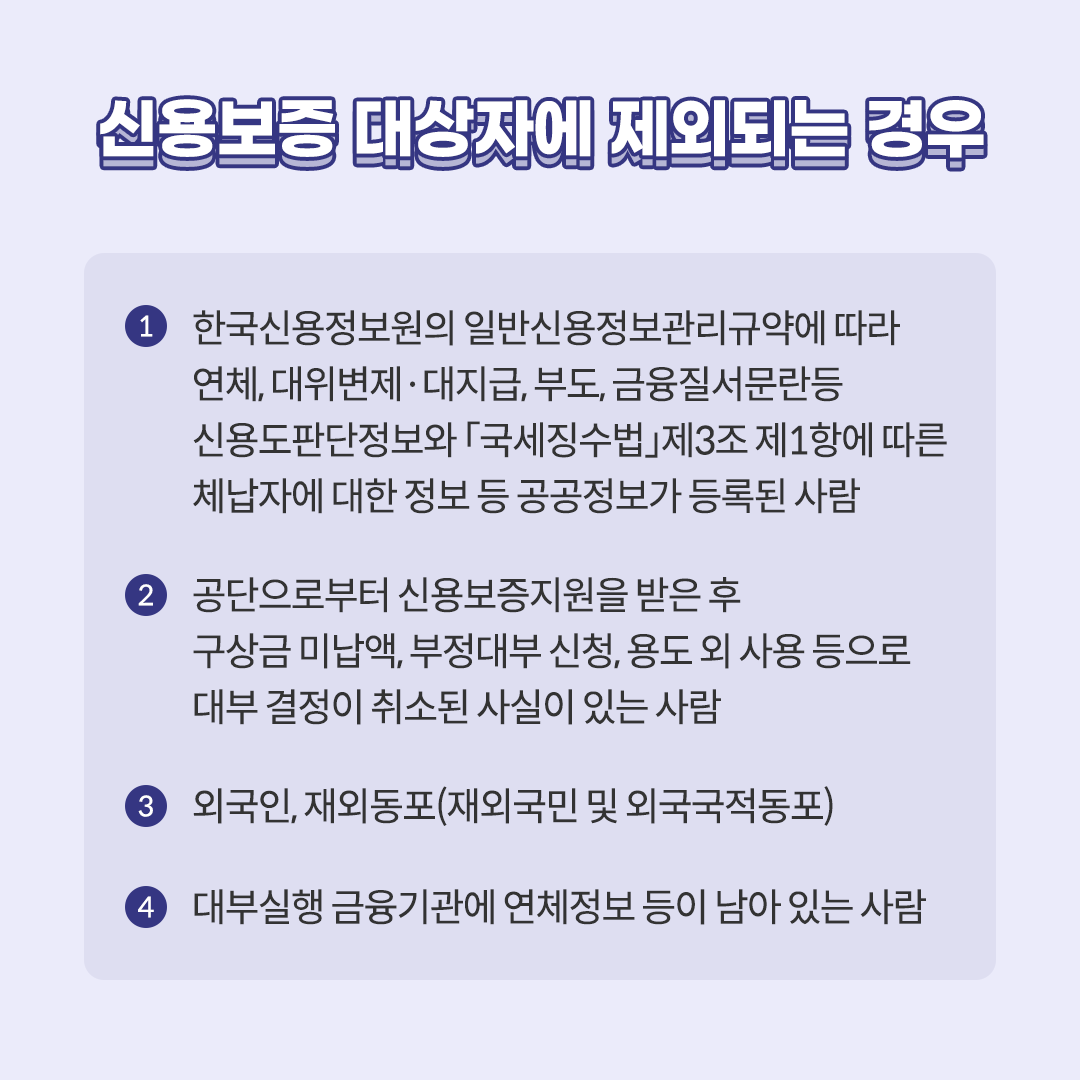 신용보증 대상자에 제외되는 경우
1 한국신용정보원의 일반신용정보관리규약에 따라
연체, 대위변제·대지급, 부도, 금융질서문란등
신용도판단정보와 「국세징수법」제3조 제1항에 따른
체납자에 대한 정보 등 공공정보가 등록된 사람
2 공단으로부터 신용보증지원을 받은 후
구상금 미납액, 부정대부 신청, 용도 외 사용 등으로
대부 결정이 취소된 사실이 있는 사람
3 외국인, 재외동포(재외국민 및 외국국적동포)
4 대부실행 금융기관에 연체정보 등이 남아 있는 사람